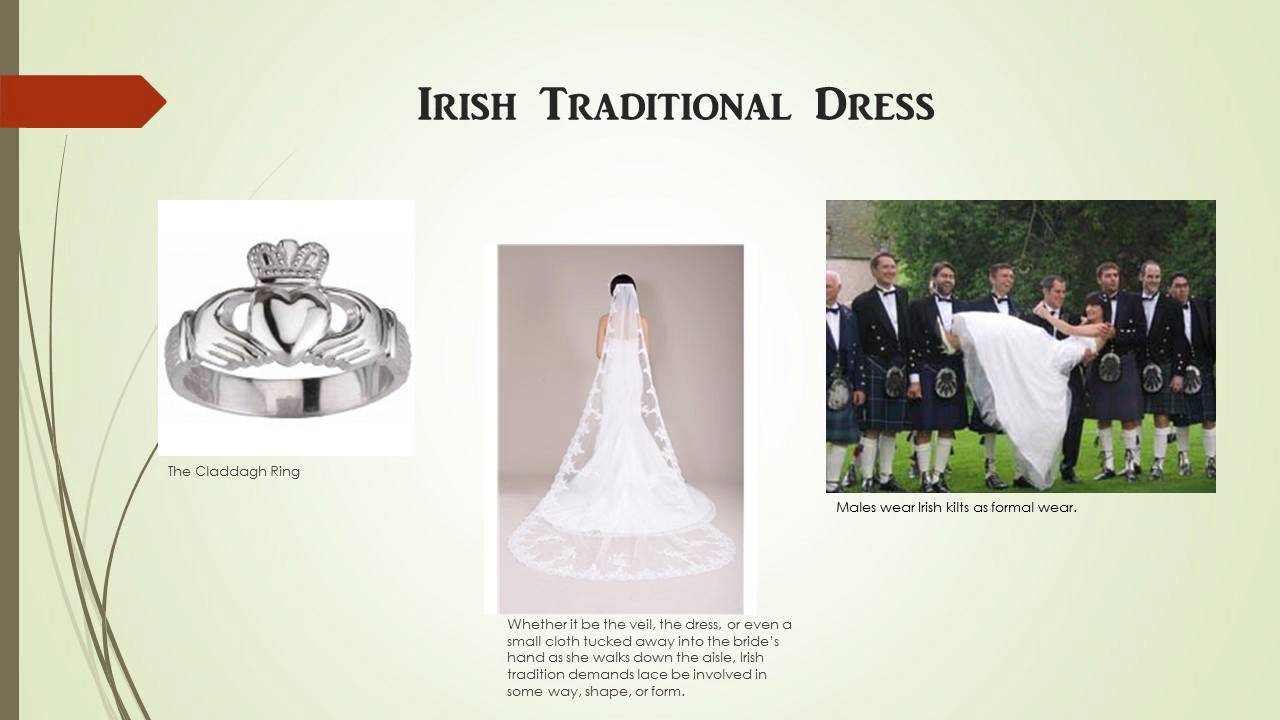 Irish Traditional Dress
The Claddagh Ring
Males wear Irish kilts as formal wear.
Whether it be the veil, the dress, or even a
small cloth tucked away into the bride's
hand as she walks down the aisle, Irish
tradition demands lace be involved in
some way, shape, or form.